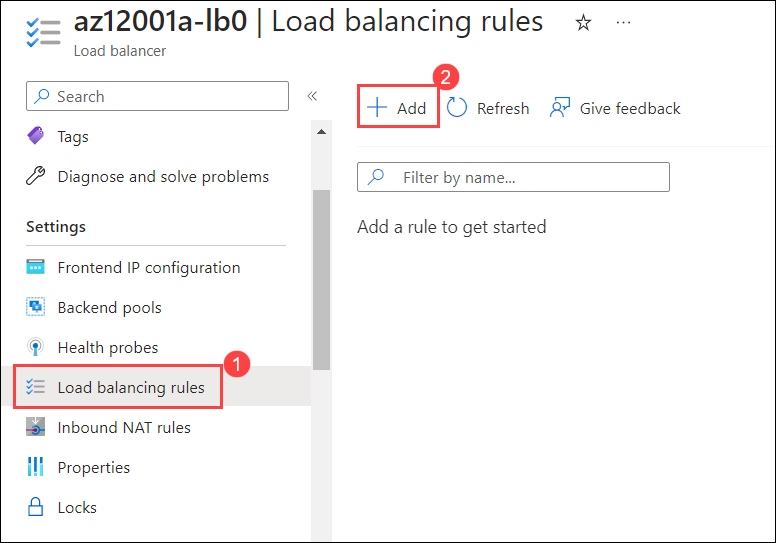 az12001a-lb0 | Load balancing rules
Load balancer
Search
Tags
Diagnose and solve problems
Settings
Frontend IP configuration
Backend pools
Health probes
Load balancing rules
1
Inbound NAT rules
Properties
Locks
2
Add
Refresh
Give feedback
Filter by name...
Add a rule to get started